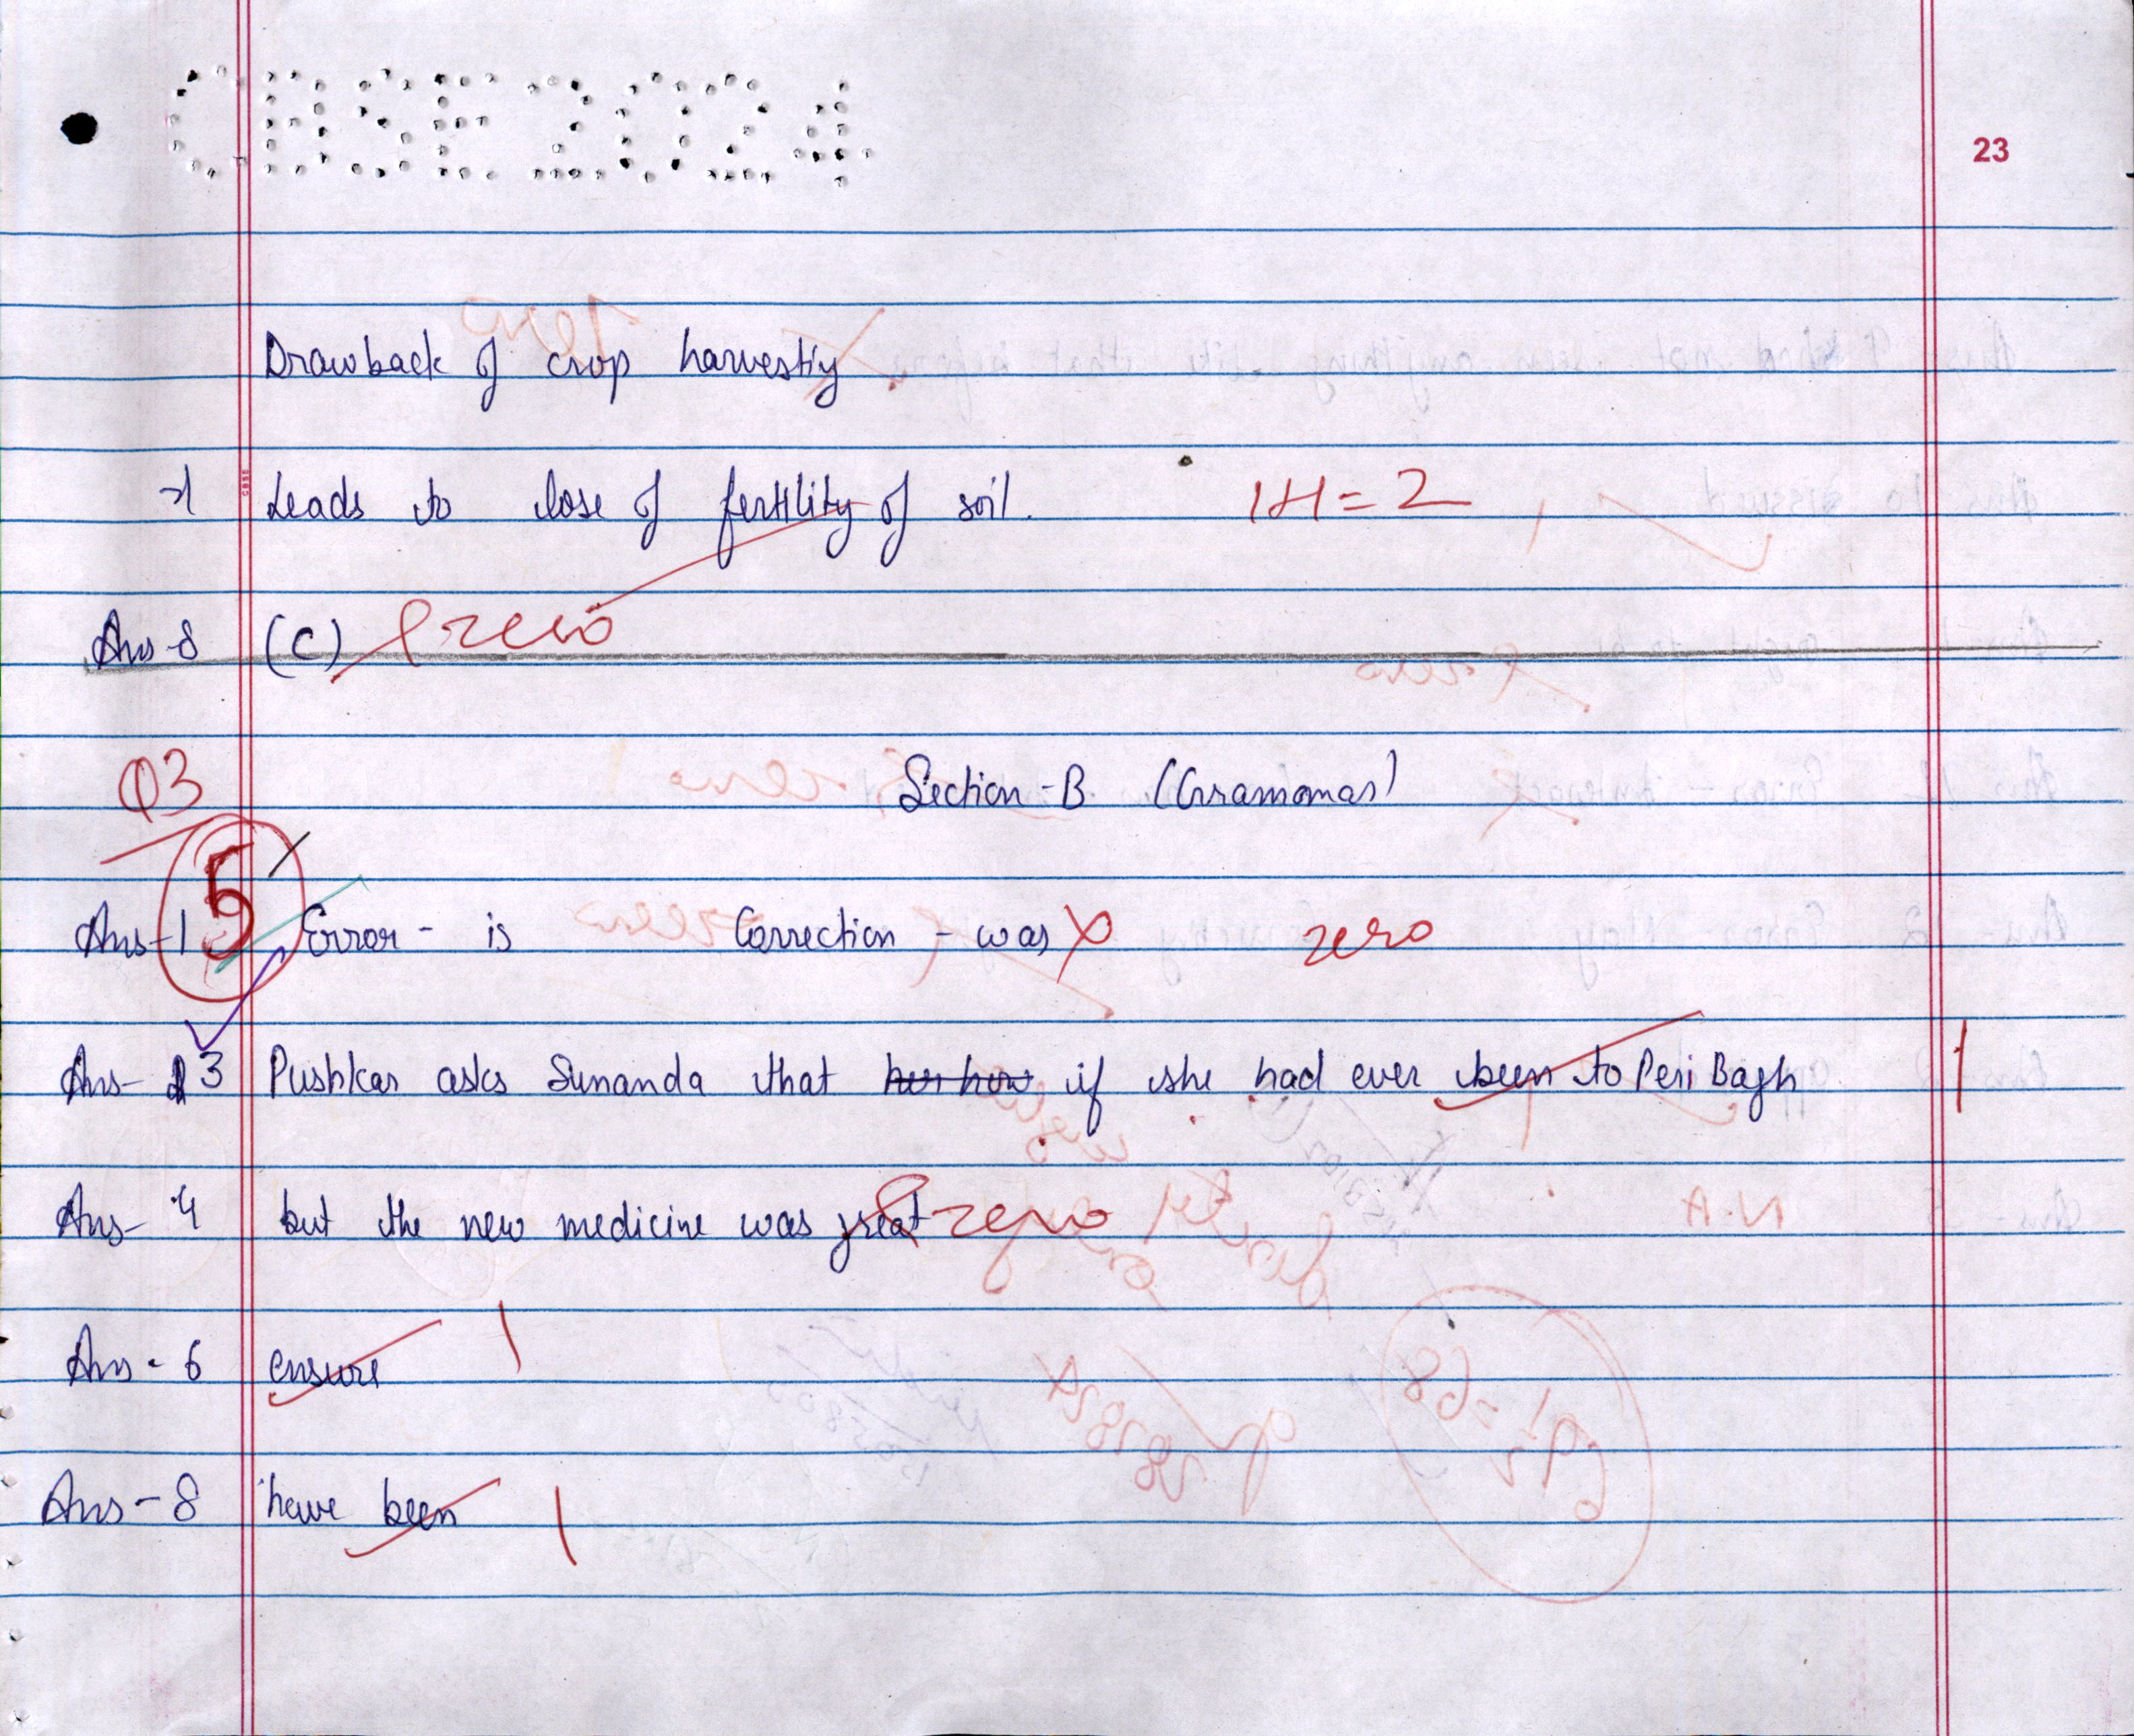 CBSE 2024
23
Drawback of crop harvestiy
→ Leads to lose of fertility of soil. 1+1=2
Ans-8 (C) zero
Q3
Section-B (Grramomar)
5
Ans-1 Error - is Correction - was X zero
Ans-3 Pushkar asks Sunanda that her how if she had ever been to Peri Bagh 1
Ans-4 but the new medicine was great zero
Ans-6 ensure 1
Ans-8 have been 1